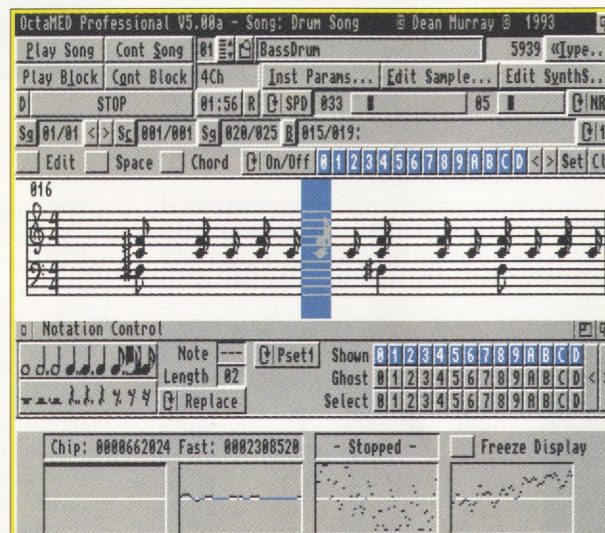 OctaMED Professional V5.00a - Song: Drum Song © Dean Murray © 1993
Play Song Cont Song 01 BassDrum 5939 «Type..
Play Block Cont Block 4Ch Inst Params... Edit Sample... Edit SynthS..
D STOP 01:56 R SPD 033 05 NR
Sg 01/01 < > Sc 001/001 Sg 020/025 B 015/019:
Edit Space Chord On/Off 0 1 2 3 4 5 6 7 8 9 A B C D < > Set Cl
016
4 4
4 4
Notation Control
Note --- Pset1 Shown 0 1 2 3 4 5 6 7 8 9 A B C D
Length 02 Ghost 0 1 2 3 4 5 6 7 8 9 A B C D <
Replace Select 0 1 2 3 4 5 6 7 8 9 A B C D
Chip: 0000662024 Fast: 0002308520 - Stopped - Freeze Display